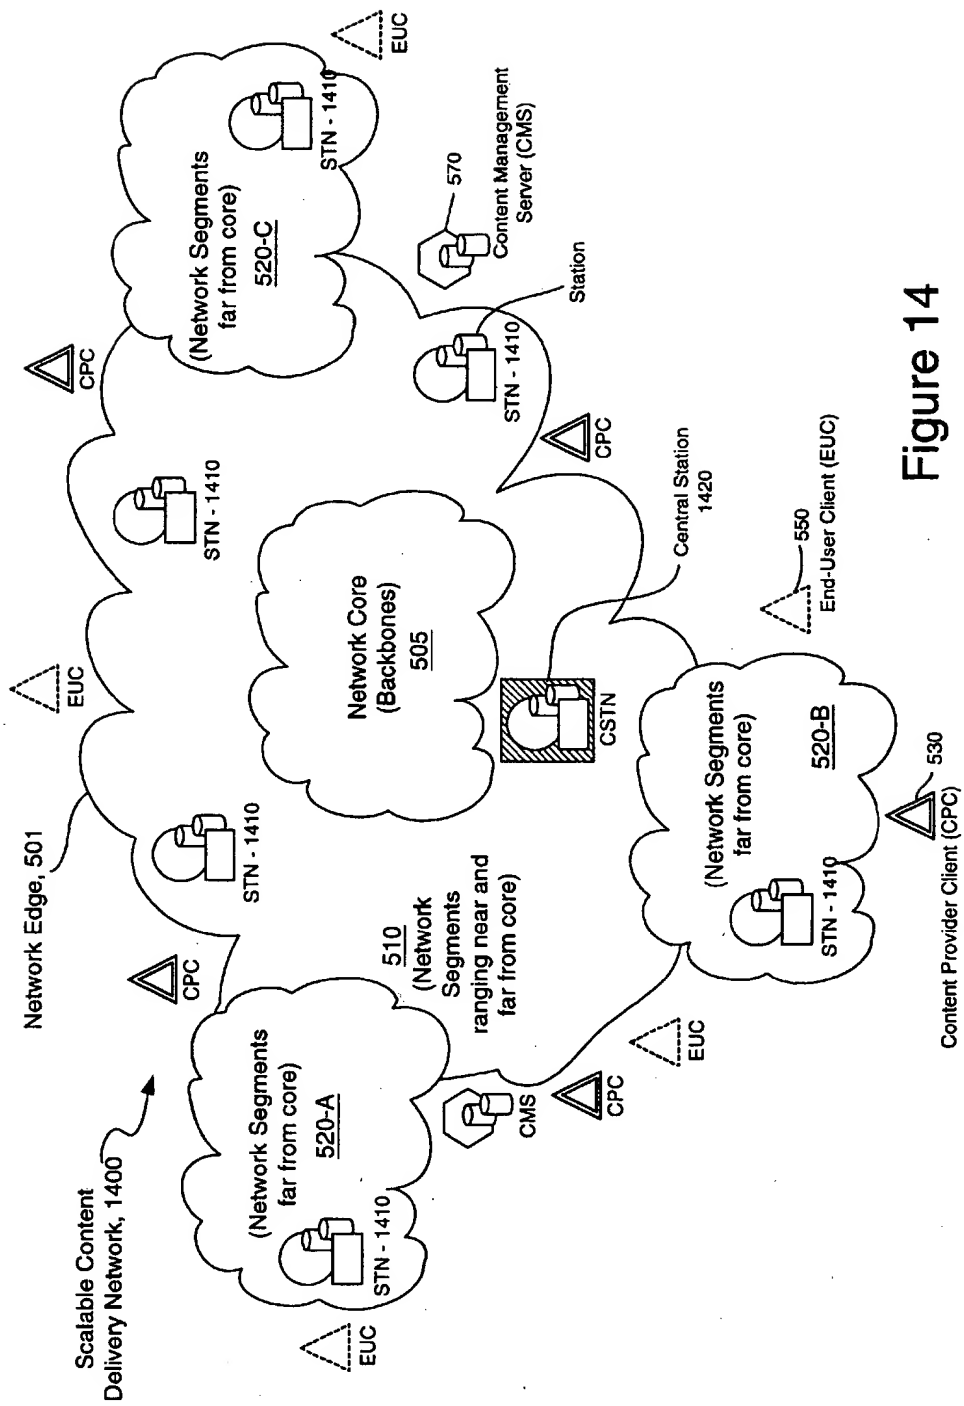 Scalable Content
Delivery Network, 1400
Network Edge, 501
EUC
CPC
CPC
EUC
(Network Segments
far from core)
520-A
STN - 1410
STN - 1410
STN - 1410
(Network Segments
far from core)
520-C
STN - 1410
EUC
510
(Network
Segments
ranging near and
far from core)
Network Core
(Backbones)
505
CMS
CPC
EUC
CSTN
Central Station
1420
STN - 1410
Station
570
Content Management
Server (CMS)
CPC
(Network Segments
far from core)
520-B
STN - 1410
530
Content Provider Client (CPC)
550
End-User Client (EUC)
Figure 14